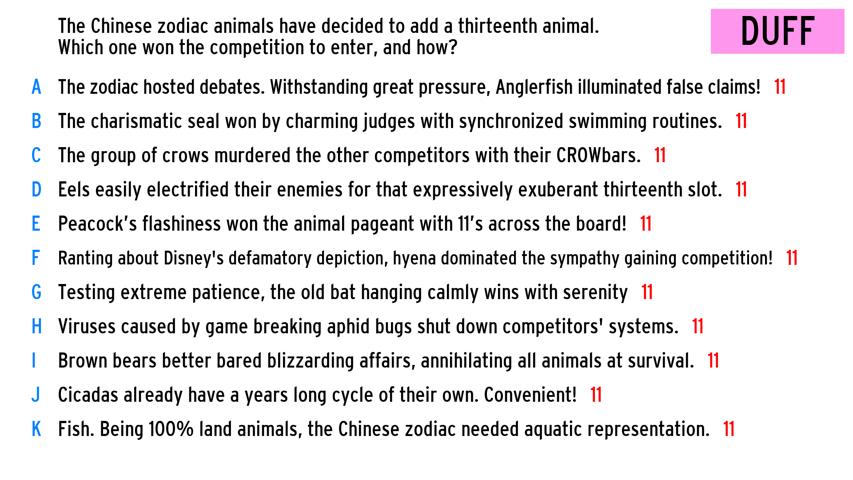 The Chinese zodiac animals have decided to add a thirteenth animal.
Which one won the competition to enter, and how?
DUFF
A The zodiac hosted debates. Withstanding great pressure, Anglerfish illuminated false claims! 11
B The charismatic seal won by charming judges with synchronized swimming routines. 11
C The group of crows murdered the other competitors with their CROWbars. 11
D Eels easily electrified their enemies for that expressively exuberant thirteenth slot. 11
E Peacock's flashiness won the animal pageant with 11's across the board! 11
F Ranting about Disney's defamatory depiction, hyena dominated the sympathy gaining competition! 11
G Testing extreme patience, the old bat hanging calmly wins with serenity 11
H Viruses caused by game breaking aphid bugs shut down competitors' systems. 11
I Brown bears better bared blizzarding affairs, annihilating all animals at survival. 11
J Cicadas already have a years long cycle of their own. Convenient! 11
K Fish. Being 100% land animals, the Chinese zodiac needed aquatic representation. 11